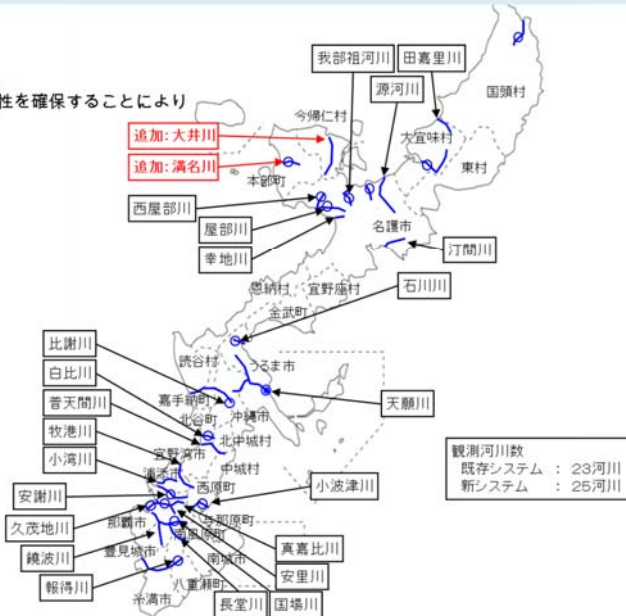 我部祖河川
田嘉里川
源河川
国頭村
性を確保することにより
今帰仁村
追加:大井川
大宜味村
追加:満名川
東村
本部町
西屋部川
屋部川
名護市
幸地川
汀間川
恩納村
宜野座村
石川川
金武町
比謝川
読谷村
うるま市
白比川
嘉手納町
沖縄市
天願川
普天間川
北谷町
北中城村
牧港川
宜野湾市
中城村
小湾川
浦添市
観測河川数
既存システム : 23河川
新システム : 25河川
西原町
小波津川
安謝川
那覇市
与那原町
久茂地川
南風原町
真嘉比川
饒波川
豊見城市
南城市
安里川
報得川
八重瀬町
糸満市
長堂川
国場川